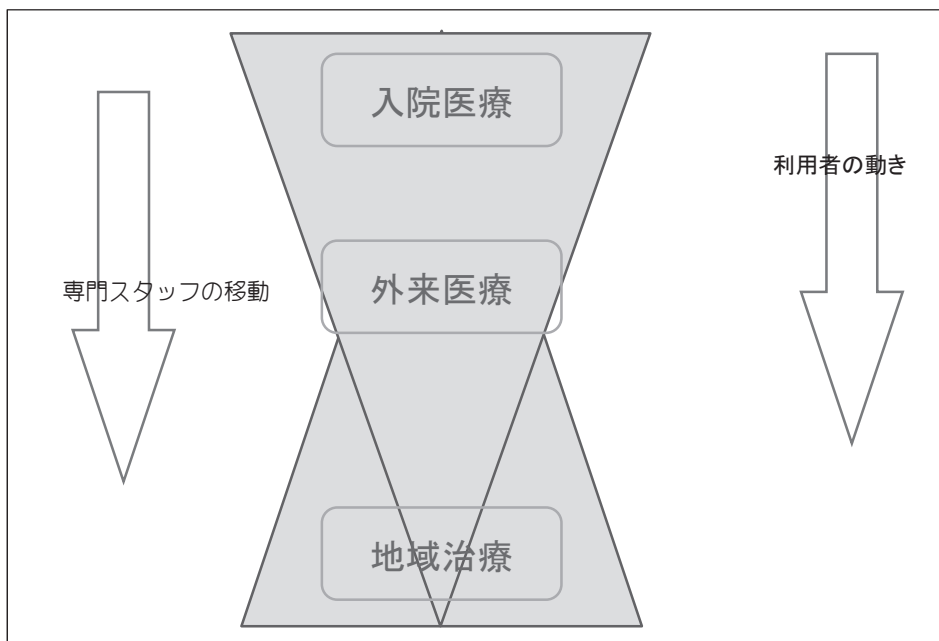 入院医療
利用者の動き
外来医療
専門スタッフの移動
地域治療